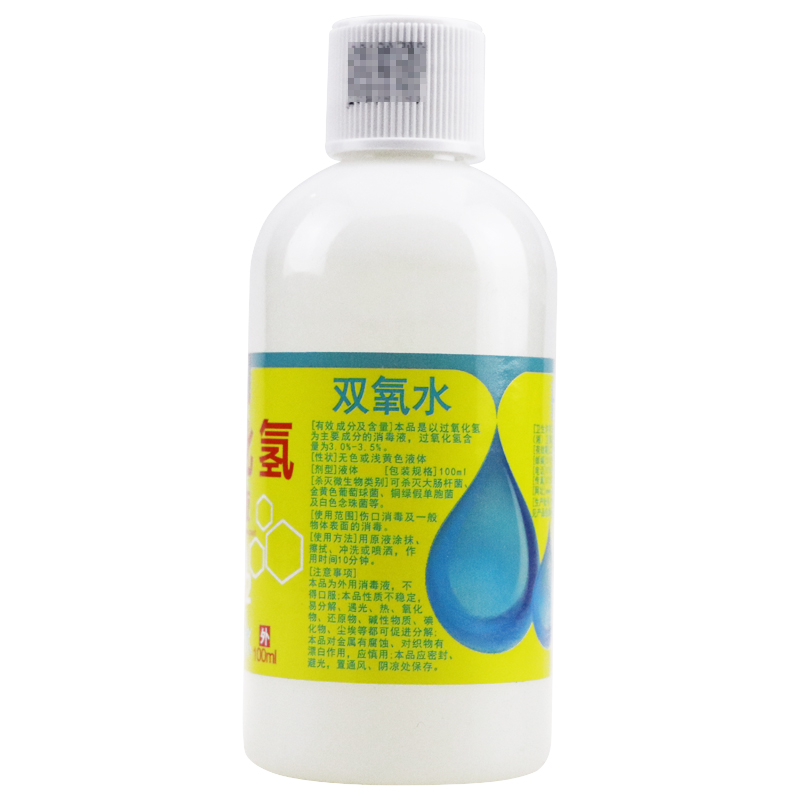 双氧水
[有效成分及含量]本品是以过氧化氢
为主要成分的消毒液，过氧化氢含
量为3.0%-3.5%。
[性状]无色或浅黄色液体
[剂型]液体 [包装规格]100ml
[杀灭微生物类别]可杀灭大肠杆菌、
金黄色葡萄球菌、铜绿假单胞菌
及白色念珠菌等。
[使用范围]伤口消毒及一般
物体表面的消毒。
[使用方法]用原液涂抹、
擦拭、冲洗或喷洒，作
用时间10分钟。
[注意事项]
本品为外用消毒液，不
得口服;本品性质不稳定，
易分解、遇光、热、氧化
物、还原物、碱性物质、碘
化物、尘埃等都可促进分解;
本品对金属有腐蚀、对织物有
漂白作用，应慎用;本品应密封、
避光，置通风、阴凉处保存。
氢
外
100ml